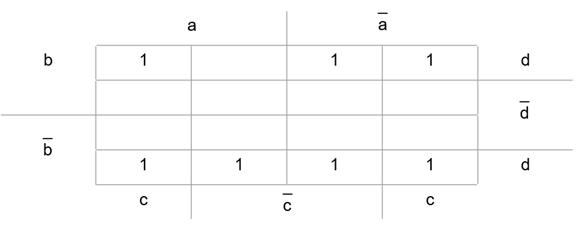 a a̅
b 1 1 1 d
d̅
b̅
1 1 1 1 d
c c̅ c